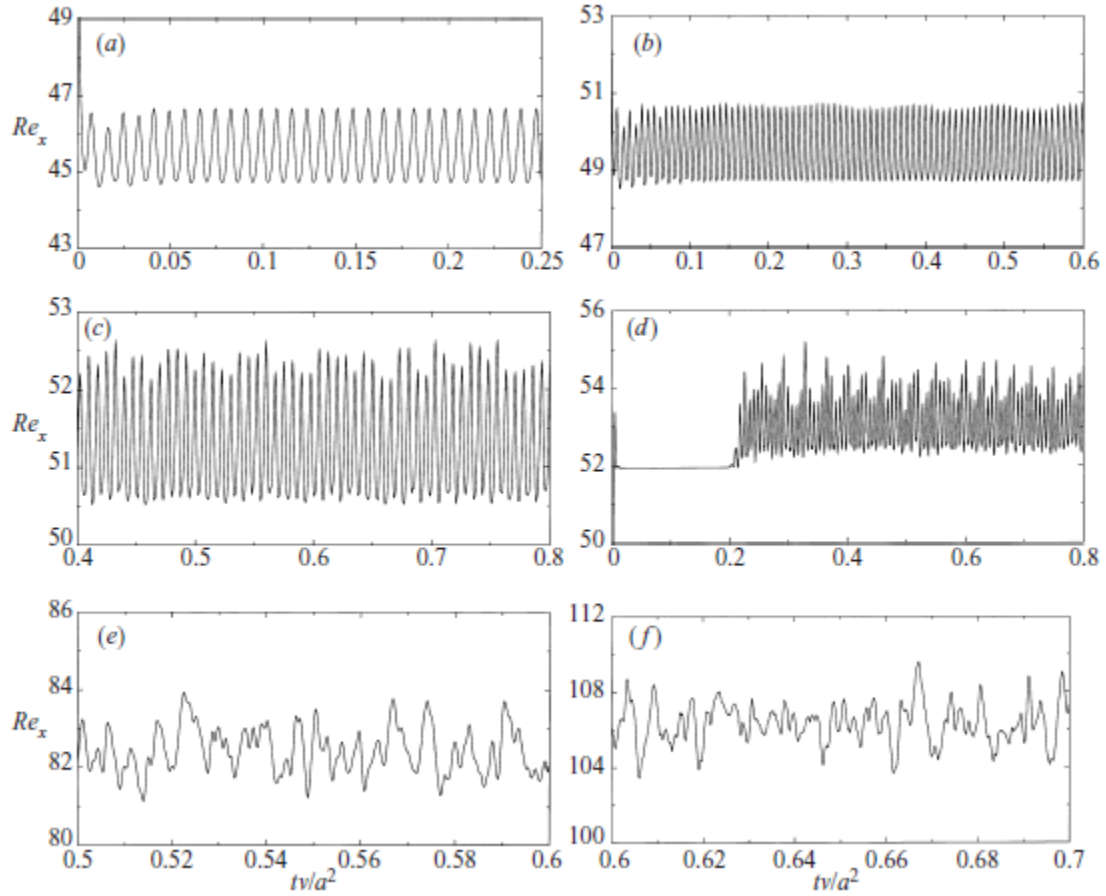 49
(a)
47
Re_x
45
43
0 0.05 0.1 0.15 0.2 0.25
53
(b)
51
49
47
0 0.1 0.2 0.3 0.4 0.5 0.6
53
(c)
52
Re_x
51
50
0.4 0.5 0.6 0.7 0.8
56
(d)
54
52
50
0 0.2 0.4 0.6 0.8
86
(e)
84
Re_x
82
80
0.5 0.52 0.54 0.56 0.58 0.6
tν/a²
112
(f)
108
104
100
0.6 0.62 0.64 0.66 0.68 0.7
tν/a²